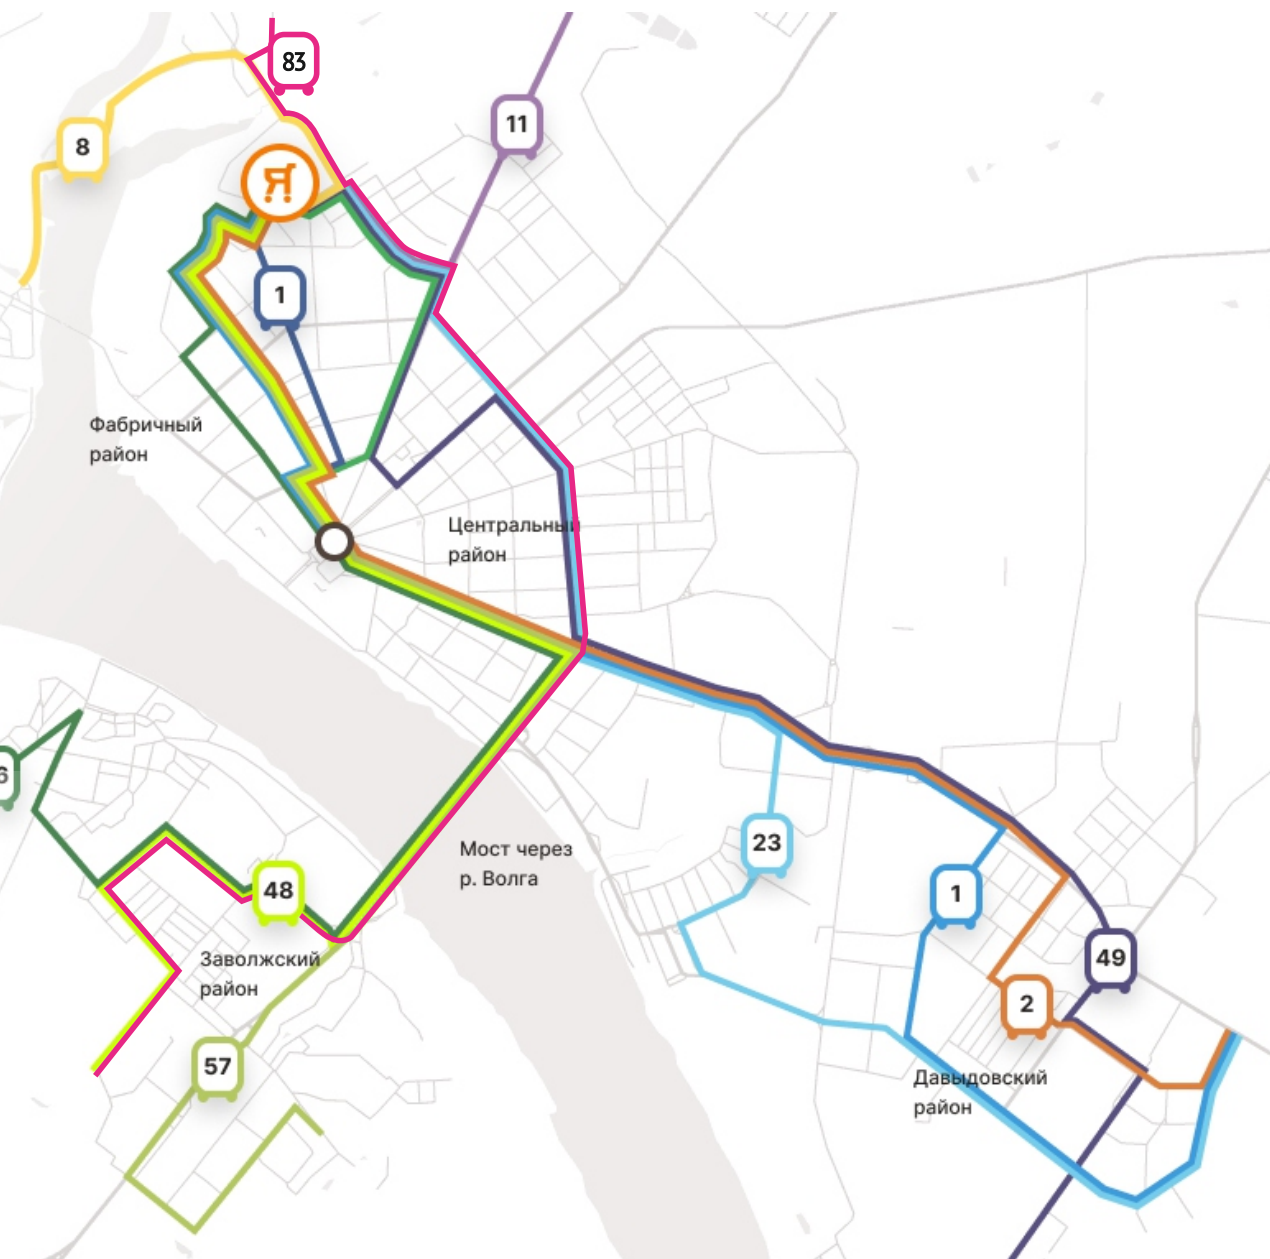 83
11
8
Я
1
Фабричный
район
Центральный
район
6
23
Мост через
р. Волга
48
1
49
Заволжский
район
2
57
Давыдовский
район